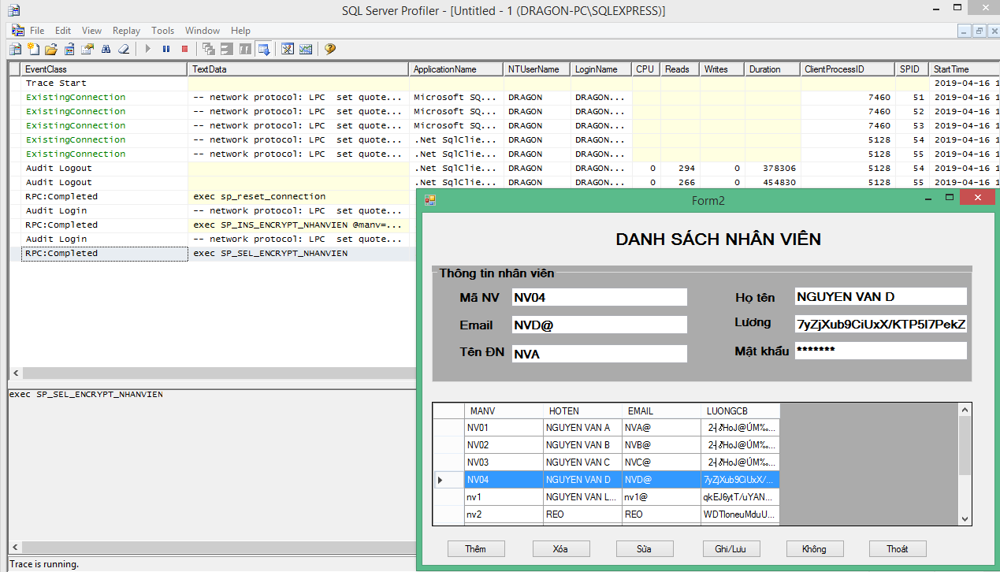 SQL Server Profiler - [Untitled - 1 (DRAGON-PC\SQLEXPRESS)]
File Edit View Replay Tools Window Help
EventClass TextData ApplicationName NTUserName LoginName CPU Reads Writes Duration ClientProcessID SPID StartTime
Trace Start 2019-04-16 1
ExistingConnection -- network protocol: LPC set quote... Microsoft SQ... DRAGON DRAGON... 7460 51 2019-04-16 1
ExistingConnection -- network protocol: LPC set quote... Microsoft SQ... DRAGON DRAGON... 7460 52 2019-04-16 1
ExistingConnection -- network protocol: LPC set quote... Microsoft SQ... DRAGON DRAGON... 7460 53 2019-04-16 1
ExistingConnection -- network protocol: LPC set quote... .Net SqlClie... DRAGON DRAGON... 5128 54 2019-04-16 1
ExistingConnection -- network protocol: LPC set quote... .Net SqlClie... DRAGON DRAGON... 5128 55 2019-04-16 1
Audit Logout .Net SqlClie... DRAGON DRAGON... 0 294 0 378306 5128 54 2019-04-16 1
Audit Logout .Net SqlClie... DRAGON DRAGON... 0 266 0 454830 5128 55 2019-04-16 1
RPC:Completed exec sp_reset_connection
Audit Login -- network protocol: LPC set quote...
RPC:Completed exec SP_INS_ENCRYPT_NHANVIEN @manv=...
Audit Login -- network protocol: LPC set quote...
RPC:Completed exec SP_SEL_ENCRYPT_NHANVIEN
exec SP_SEL_ENCRYPT_NHANVIEN
Trace is running.
Form2
DANH SÁCH NHÂN VIÊN
Thông tin nhân viên
Mã NV NV04 Họ tên NGUYEN VAN D
Email NVD@ Lương 7yZjXub9CiUxX/KTP5I7PekZ
Tên ĐN NVA Mật khẩu *******
MANV HOTEN EMAIL LUONGCB
NV01 NGUYEN VAN A NVA@
NV02 NGUYEN VAN B NVB@
NV03 NGUYEN VAN C NVC@
NV04 NGUYEN VAN D NVD@ 7yZjXub9CiUxX/...
nv1 NGUYEN VAN L... nv1@ qkEJ6ytT/uYAN...
nv2 REO REO WDTloneuMduU...
Thêm Xóa Sửa Ghi/Lưu Không Thoát